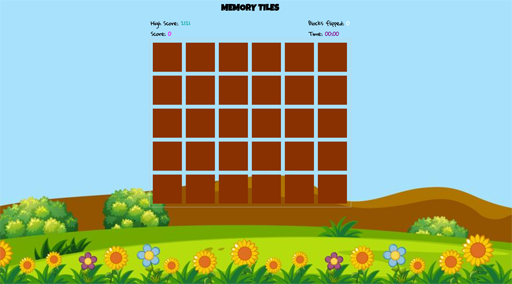 MEMORY TILES
High Score:
Blocks flipped:
Score: 0
Time: 00:00